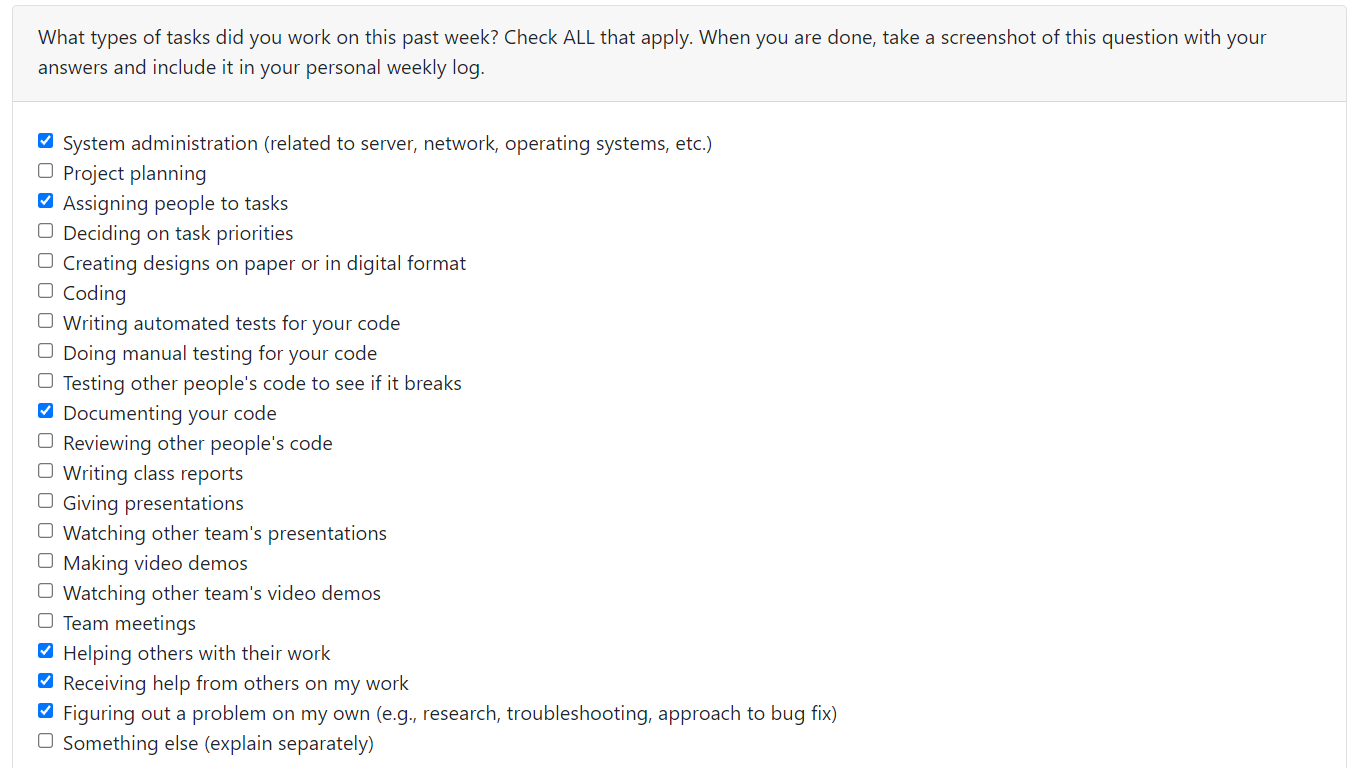 What types of tasks did you work on this past week? Check ALL that apply. When you are done, take a screenshot of this question with your
answers and include it in your personal weekly log.
System administration (related to server, network, operating systems, etc.)
Project planning
Assigning people to tasks
Deciding on task priorities
Creating designs on paper or in digital format
Coding
Writing automated tests for your code
Doing manual testing for your code
Testing other people's code to see if it breaks
Documenting your code
Reviewing other people's code
Writing class reports
Giving presentations
Watching other team's presentations
Making video demos
Watching other team's video demos
Team meetings
Helping others with their work
Receiving help from others on my work
Figuring out a problem on my own (e.g., research, troubleshooting, approach to bug fix)
Something else (explain separately)